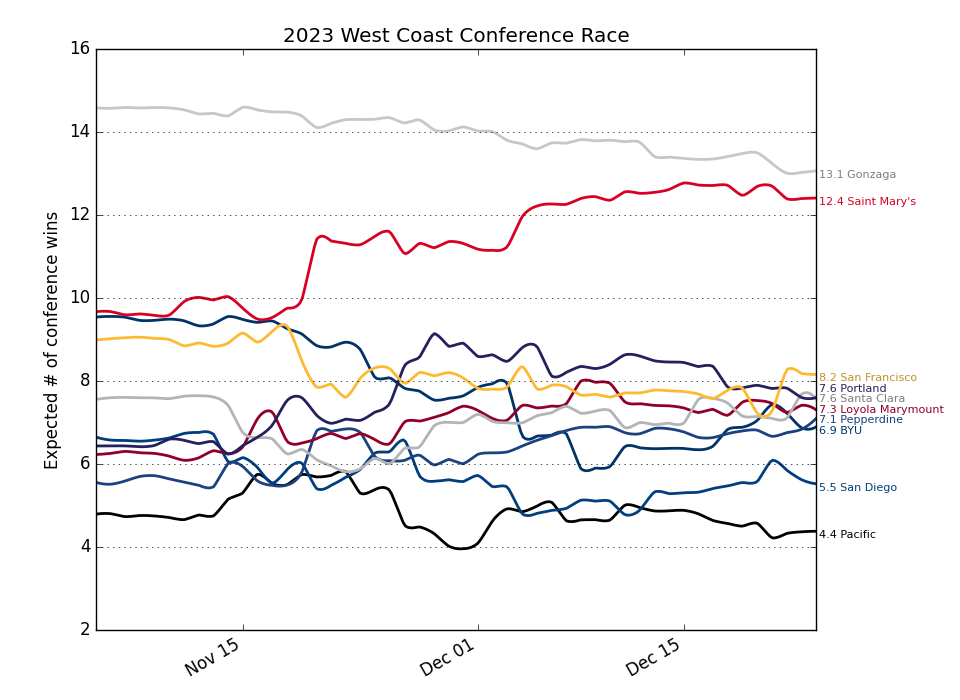 2023 West Coast Conference Race
Expected # of conference wins
16
14
12
10
8
6
4
2
Nov 15
Dec 01
Dec 15
13.1 Gonzaga
12.4 Saint Mary's
8.2 San Francisco
7.6 Portland
7.6 Santa Clara
7.3 Loyola Marymount
7.1 Pepperdine
6.9 BYU
5.5 San Diego
4.4 Pacific